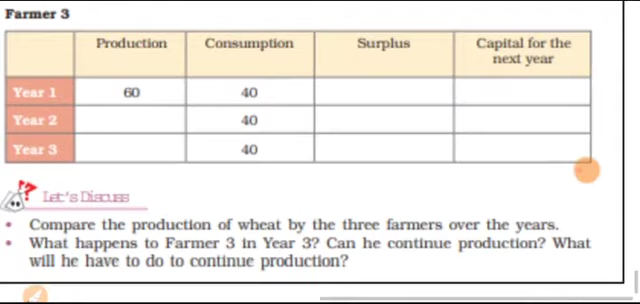 Farmer 3
Production Consumption Surplus Capital for the
next year
Year 1 60 40
Year 2 40
Year 3 40
Let's Discuss
• Compare the production of wheat by the three farmers over the years.
• What happens to Farmer 3 in Year 3? Can he continue production? What
will he have to do to continue production?